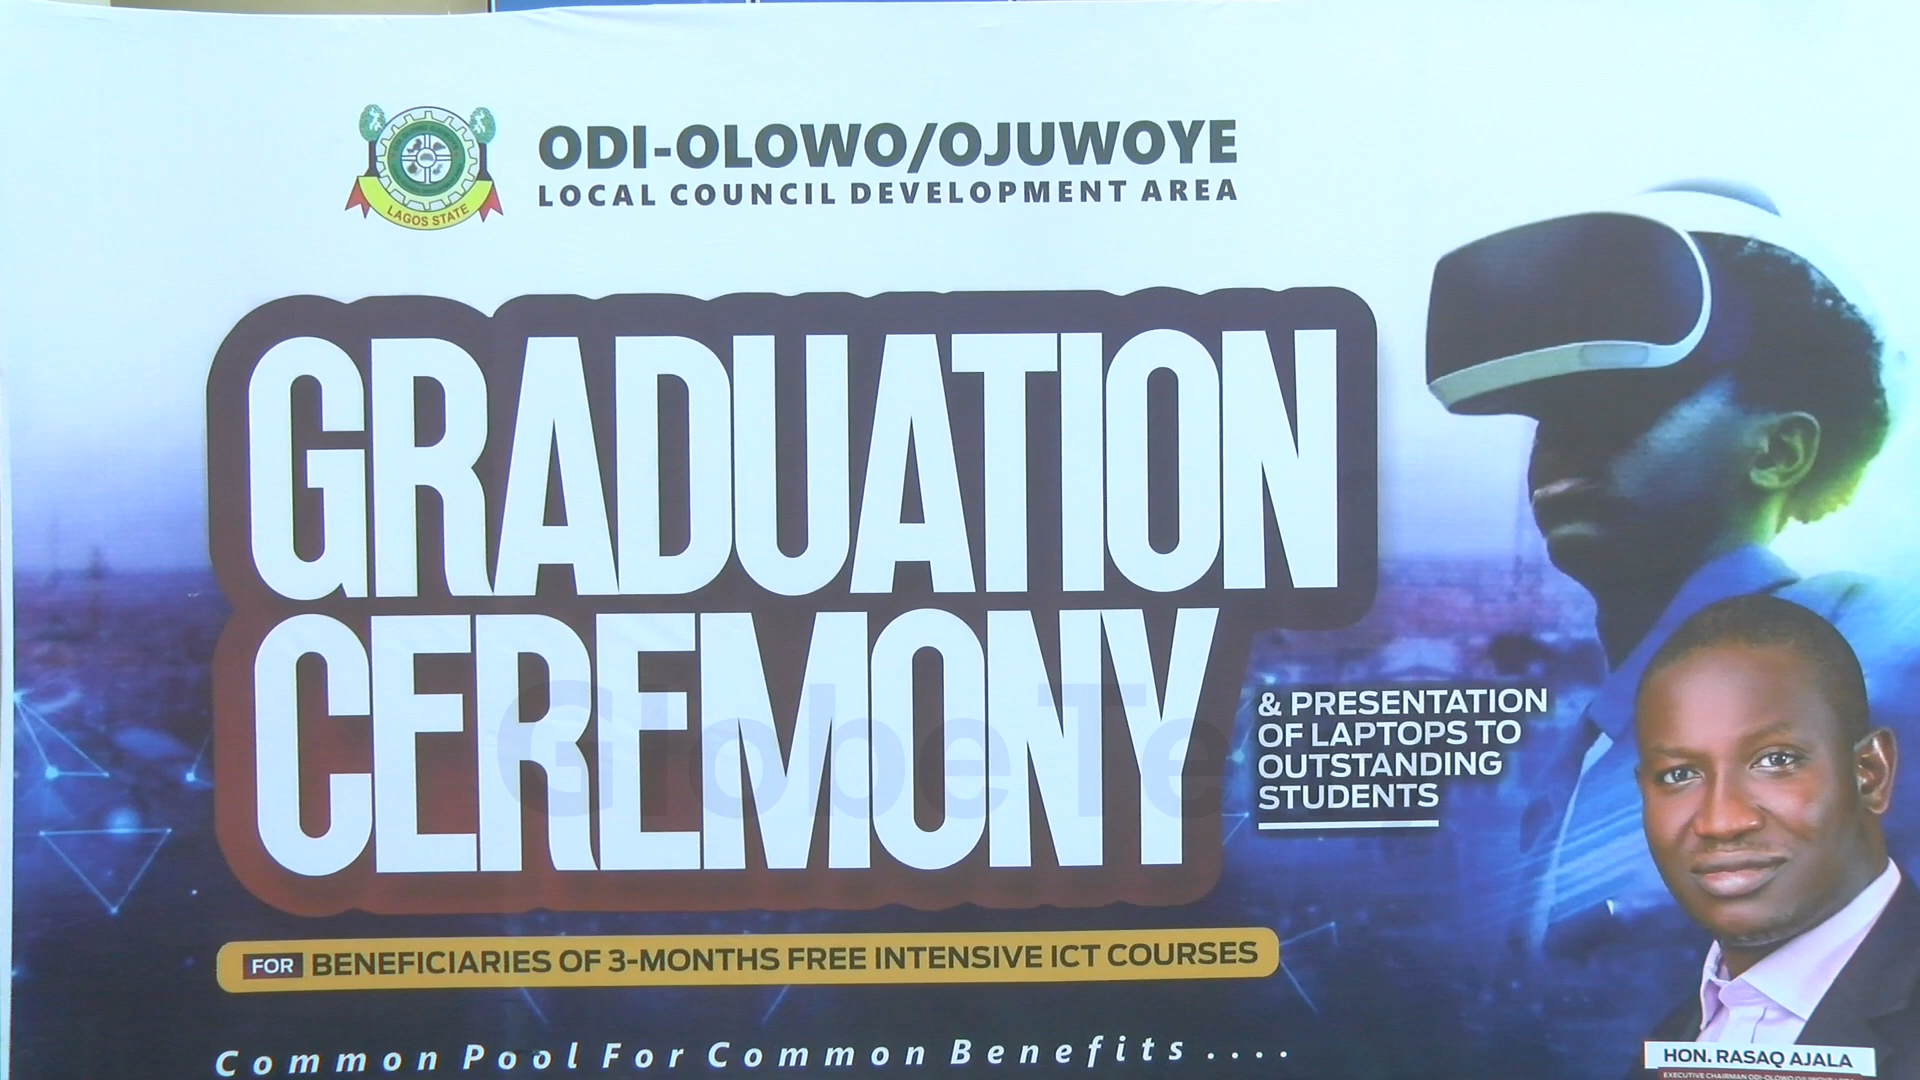 ODI-OLOWO/OJUWOYE
LOCAL COUNCIL DEVELOPMENT AREA
LAGOS STATE
GRADUATION
CEREMONY
& PRESENTATION
OF LAPTOPS TO
OUTSTANDING
STUDENTS
FOR BENEFICIARIES OF 3-MONTHS FREE INTENSIVE ICT COURSES
Common Pool For Common Benefits ....
HON. RASAQ AJALA